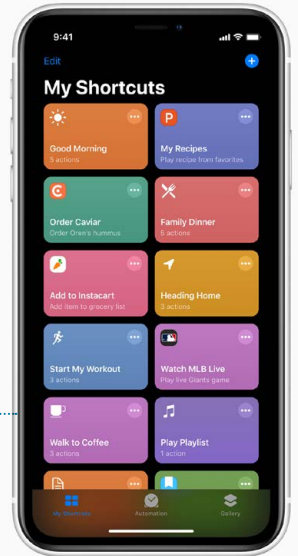 9:41
Edit
My Shortcuts
Good Morning
5 actions
My Recipes
Play recipe from favorites
Order Caviar
Order Oren's hummus
Family Dinner
5 actions
Add to Instacart
Add item to grocery list
Heading Home
3 actions
Start My Workout
3 actions
Watch MLB Live
Play live Giants game
Walk to Coffee
3 actions
Play Playlist
1 action
My Shortcuts
Automation
Gallery